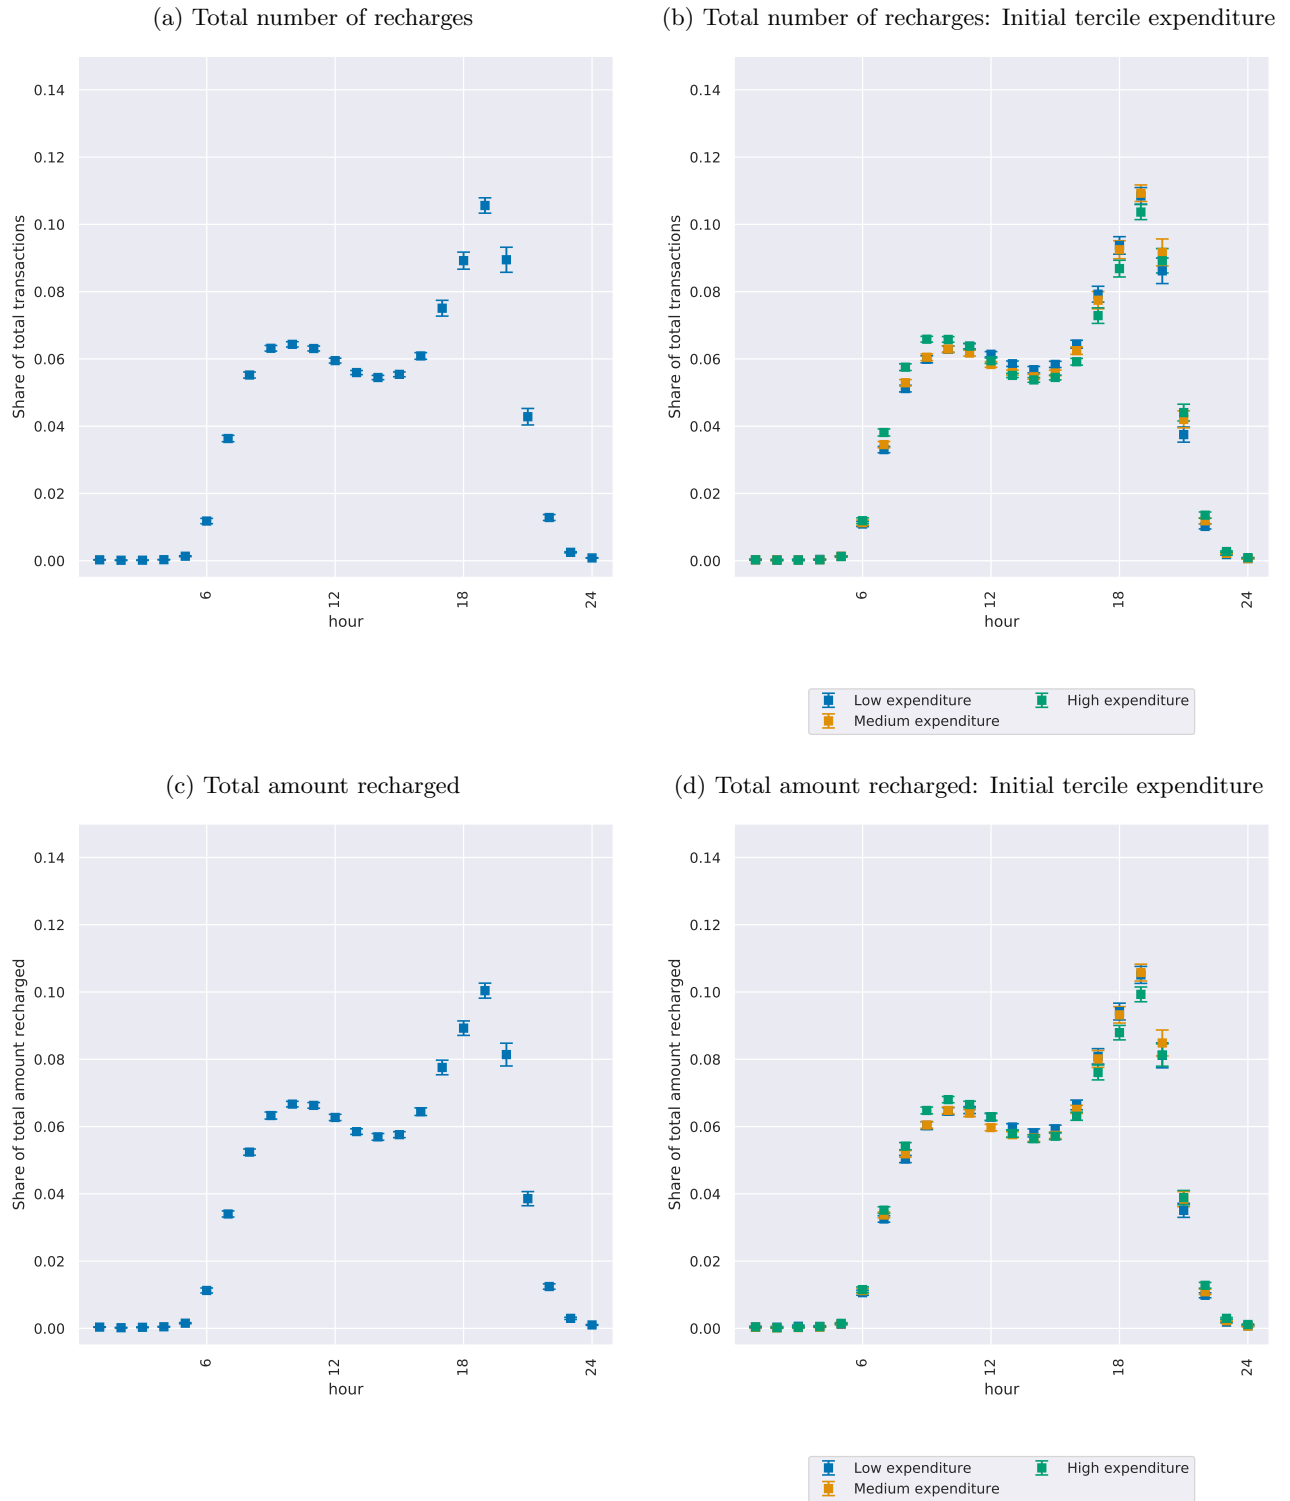 (a) Total number of recharges
0.14
0.12
0.10
0.08
0.06
0.04
0.02
0.00
Share of total transactions
6
12
18
24
hour
(b) Total number of recharges: Initial tercile expenditure
0.14
0.12
0.10
0.08
0.06
0.04
0.02
0.00
Share of total transactions
6
12
18
24
hour
Low expenditure
Medium expenditure
High expenditure
(c) Total amount recharged
0.14
0.12
0.10
0.08
0.06
0.04
0.02
0.00
Share of total amount recharged
6
12
18
24
hour
(d) Total amount recharged: Initial tercile expenditure
0.14
0.12
0.10
0.08
0.06
0.04
0.02
0.00
Share of total amount recharged
6
12
18
24
hour
Low expenditure
Medium expenditure
High expenditure